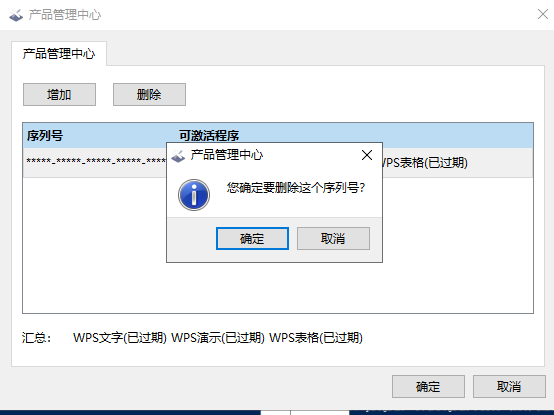 产品管理中心
产品管理中心
增加 删除
序列号 可激活程序
*****-*****-*****-*****-**** WPS表格(已过期)
产品管理中心
您确定要删除这个序列号?
确定 取消
汇总: WPS文字(已过期) WPS演示(已过期) WPS表格(已过期)
确定 取消